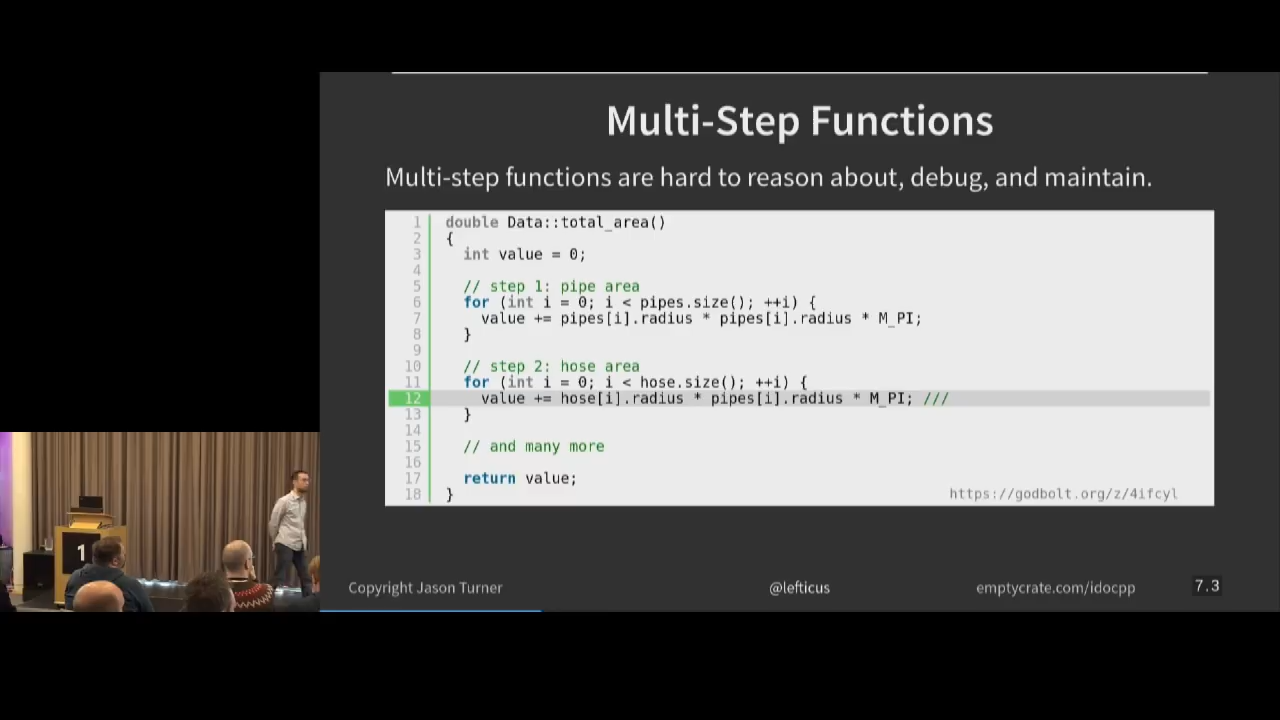 Multi-Step Functions
Multi-step functions are hard to reason about, debug, and maintain.
1 double Data::total_area()
2 {
3   int value = 0;
4
5   // step 1: pipe area
6   for (int i = 0; i < pipes.size(); ++i) {
7     value += pipes[i].radius * pipes[i].radius * M_PI;
8   }
9
10   // step 2: hose area
11   for (int i = 0; i < hose.size(); ++i) {
12     value += hose[i].radius * pipes[i].radius * M_PI; ///
13   }
14
15   // and many more
16
17   return value;
18 }
https://godbolt.org/z/4ifcyl
Copyright Jason Turner
@lefticus
emptycrate.com/idocpp
7.3
1